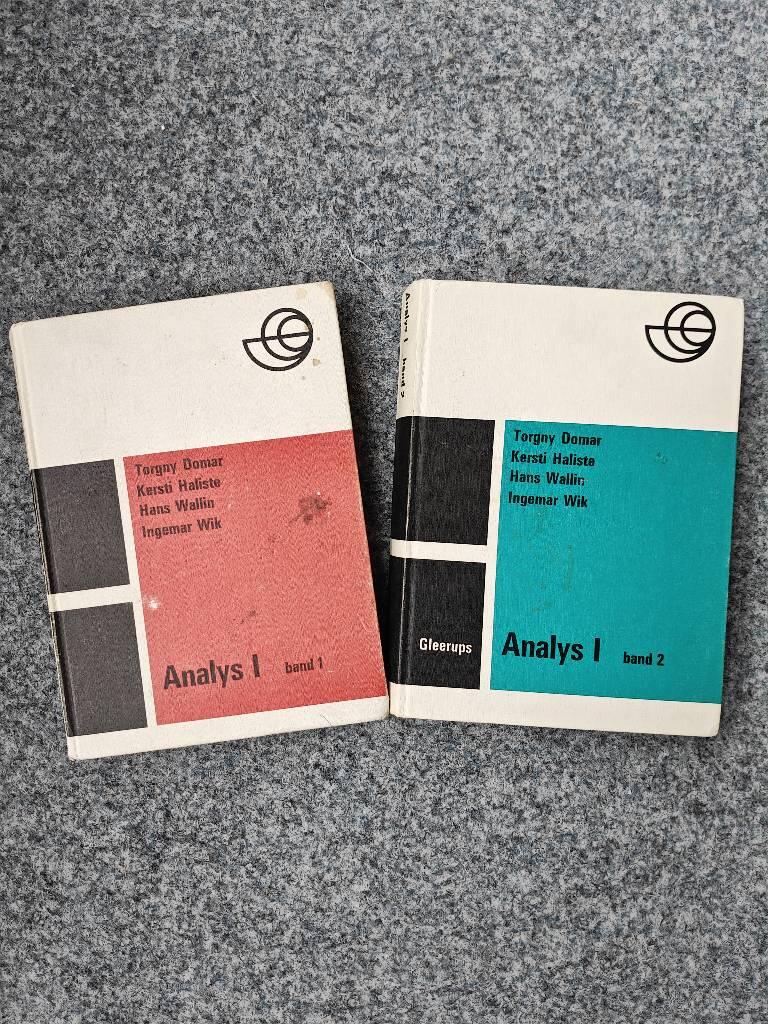 Torgny Domar
Kersti Haliste
Hans Wallin
Ingemar Wik
Analys I band 1
Analys I band 2
Torgny Domar
Kersti Haliste
Hans Wallin
Ingemar Wik
Gleerups
Analys I band 2